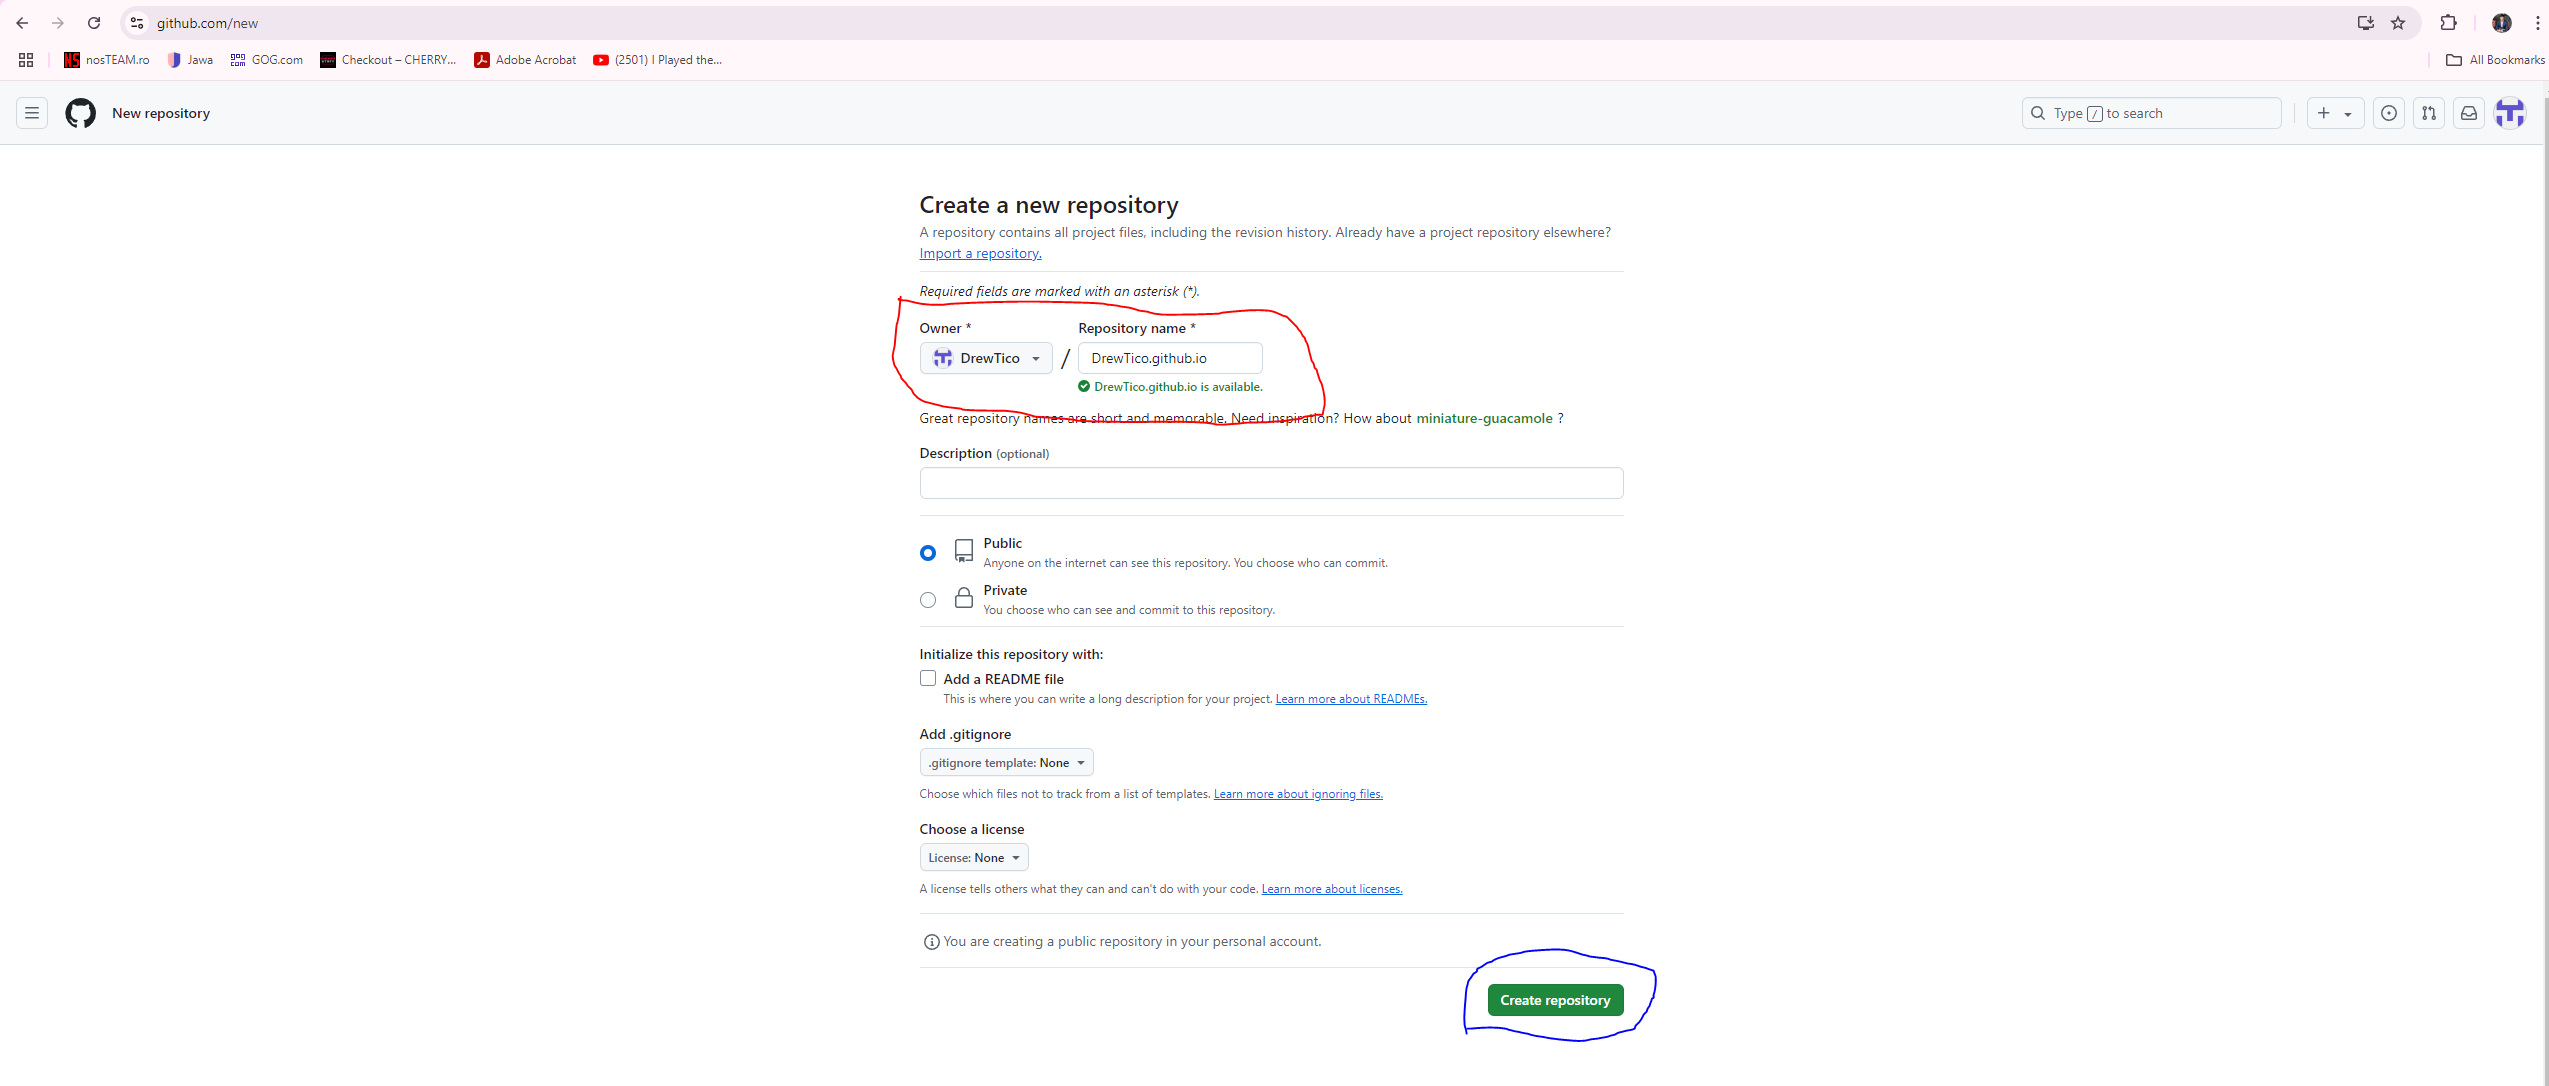 github.com/new
nosTEAM.ro
Jawa
GOG.com
Checkout – CHERRY...
Adobe Acrobat
(2501) I Played the...
All Bookmarks
New repository
Type / to search
Create a new repository
A repository contains all project files, including the revision history. Already have a project repository elsewhere?
Import a repository.
Required fields are marked with an asterisk (*).
Owner *
Repository name *
DrewTico
/
DrewTico.github.io
DrewTico.github.io is available.
Great repository names are short and memorable. Need inspiration? How about miniature-guacamole ?
Description (optional)
Public
Anyone on the internet can see this repository. You choose who can commit.
Private
You choose who can see and commit to this repository.
Initialize this repository with:
Add a README file
This is where you can write a long description for your project. Learn more about READMEs.
Add .gitignore
.gitignore template: None
Choose which files not to track from a list of templates. Learn more about ignoring files.
Choose a license
License: None
A license tells others what they can and can't do with your code. Learn more about licenses.
You are creating a public repository in your personal account.
Create repository